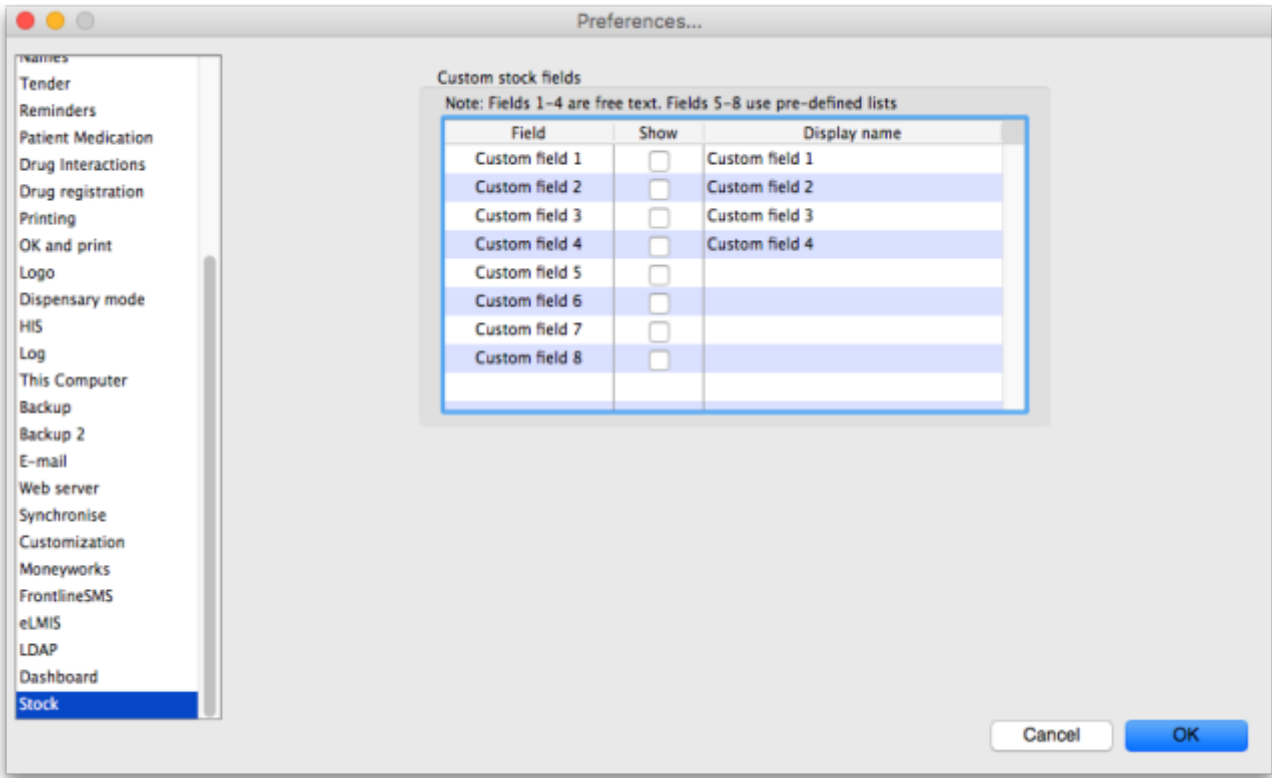 Preferences...
Names
Tender
Reminders
Patient Medication
Drug Interactions
Drug registration
Printing
OK and print
Logo
Dispensary mode
HIS
Log
This Computer
Backup
Backup 2
E-mail
Web server
Synchronise
Customization
Moneyworks
FrontlineSMS
eLMIS
LDAP
Dashboard
Stock
Custom stock fields
Note: Fields 1-4 are free text. Fields 5-8 use pre-defined lists
Field Show Display name
Custom field 1 Custom field 1
Custom field 2 Custom field 2
Custom field 3 Custom field 3
Custom field 4 Custom field 4
Custom field 5
Custom field 6
Custom field 7
Custom field 8
Cancel OK